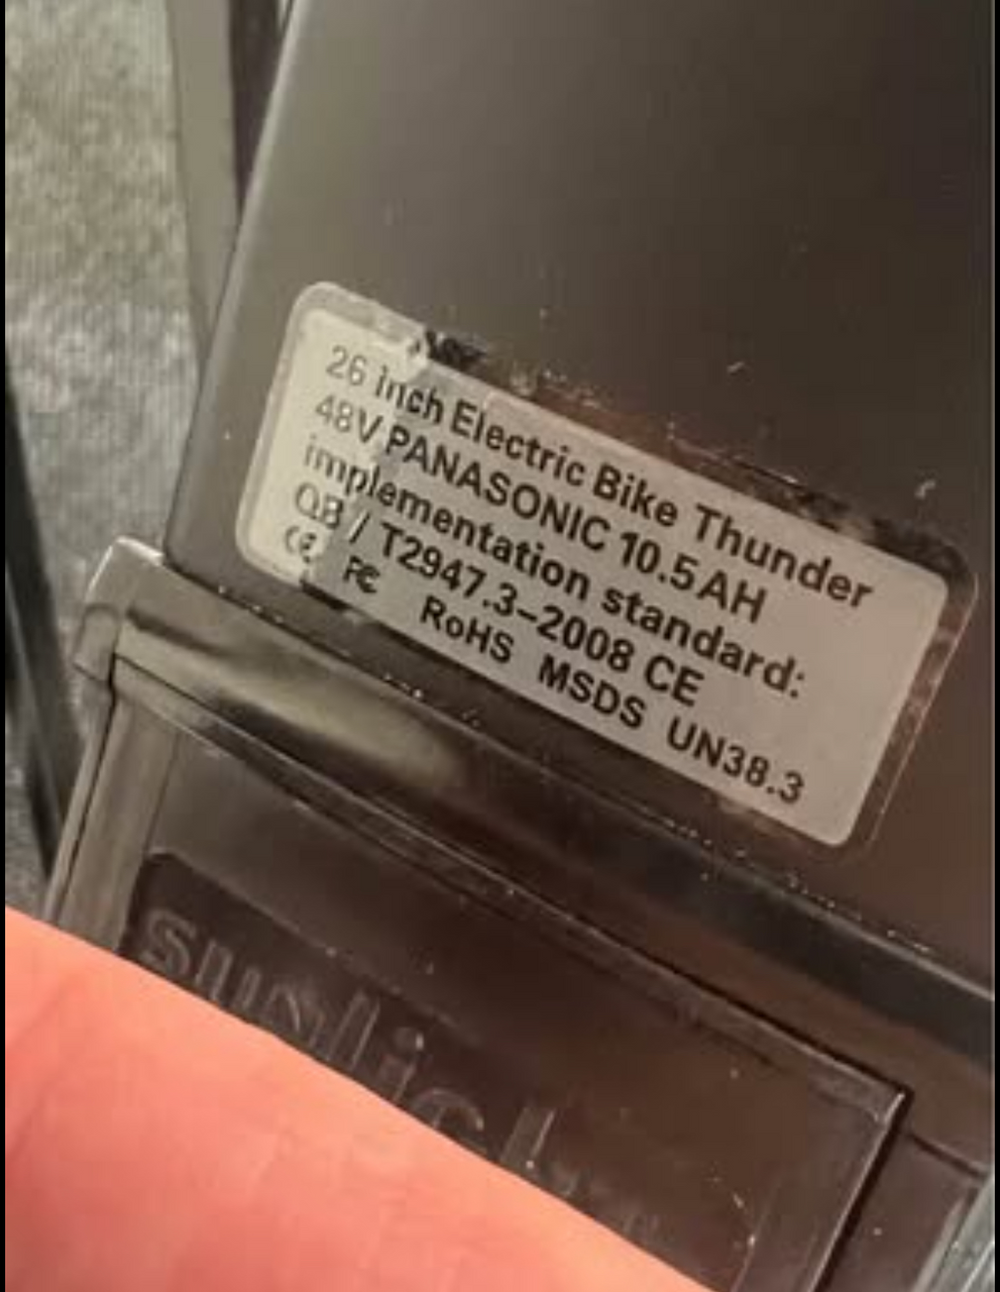 26 inch Electric Bike Thunder
48V PANASONIC 10.5AH
implementation standard:
QB / T2947.3-2008 CE
CE FC RoHS MSDS UN38.3